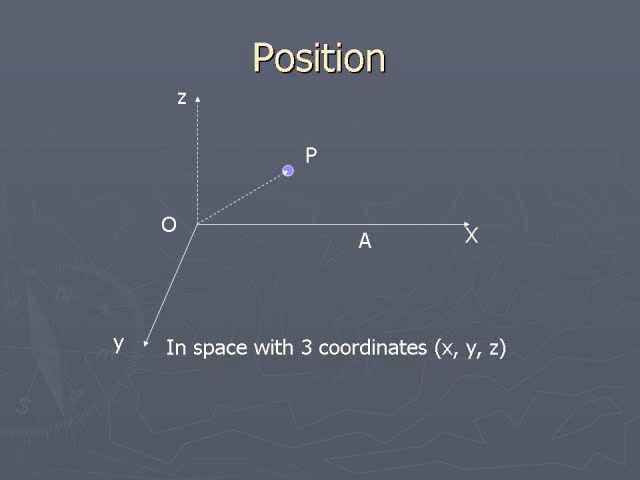 Position
z
P
O
A
X
y
In space with 3 coordinates (x, y, z)